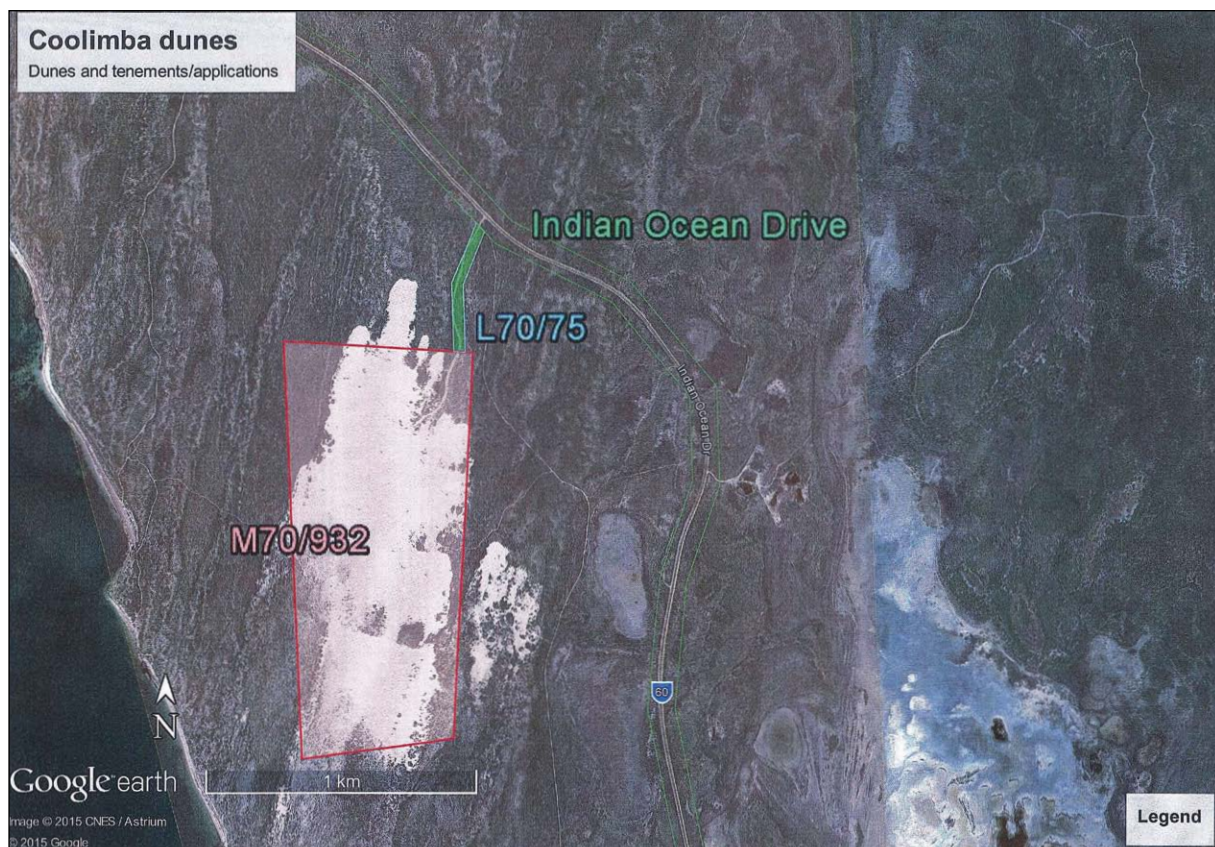 Coolimba dunes
Dunes and tenements/applications
Indian Ocean Drive
L70/75
Indian Ocean Dr
M70/932
60
N
Google earth
1 km
Image © 2015 CNES / Astrium
© 2015 Google
Legend